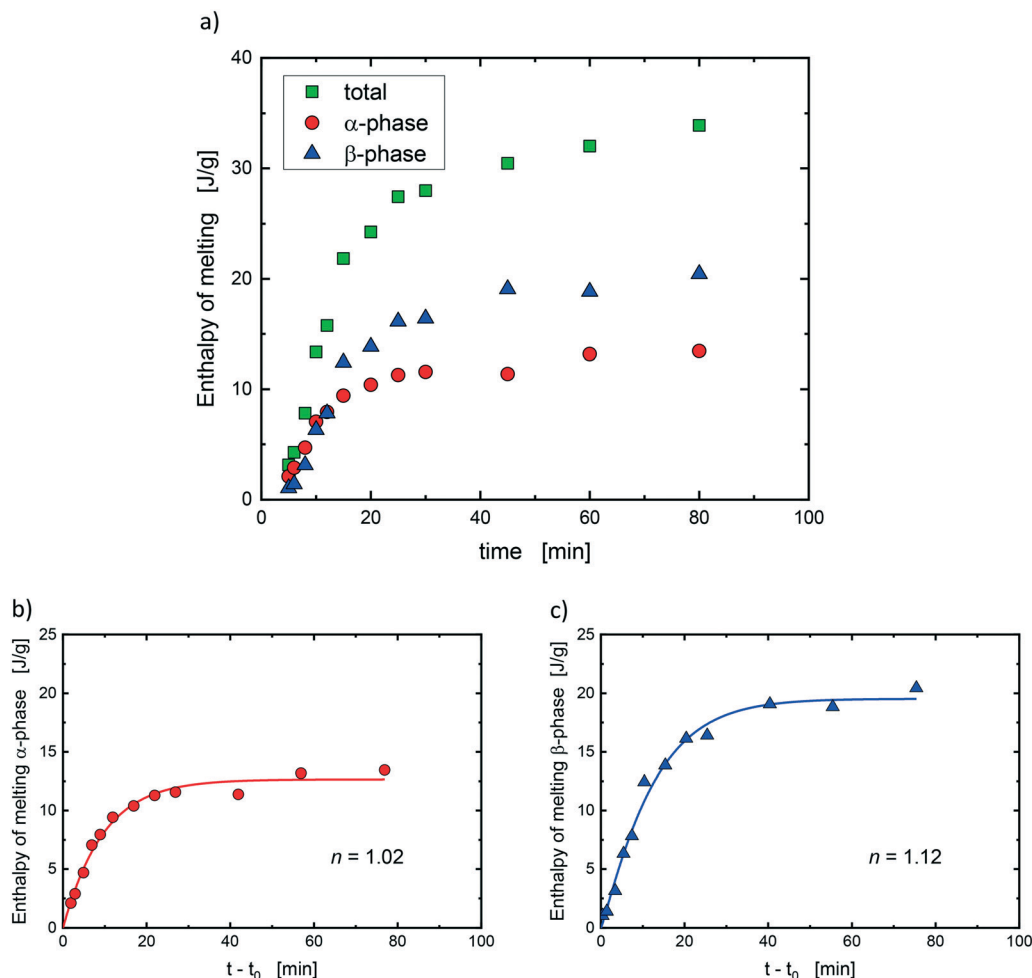 a)
40
30
20
10
0
Enthalpy of melting [J/g]
total
α-phase
β-phase
0 20 40 60 80 100
time [min]
b)
25
20
15
10
5
0
Enthalpy of melting α-phase [J/g]
n = 1.02
0 20 40 60 80 100
t - t₀ [min]
c)
25
20
15
10
5
0
Enthalpy of melting β-phase [J/g]
n = 1.12
0 20 40 60 80 100
t - t₀ [min]